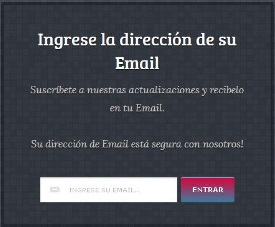 Ingrese la dirección de su
Email
Suscríbete a nuestras actualizaciones y recíbelo
en tu Email.
Su dirección de Email está segura con nosotros!
INGRESE SU EMAIL...
ENTRAR